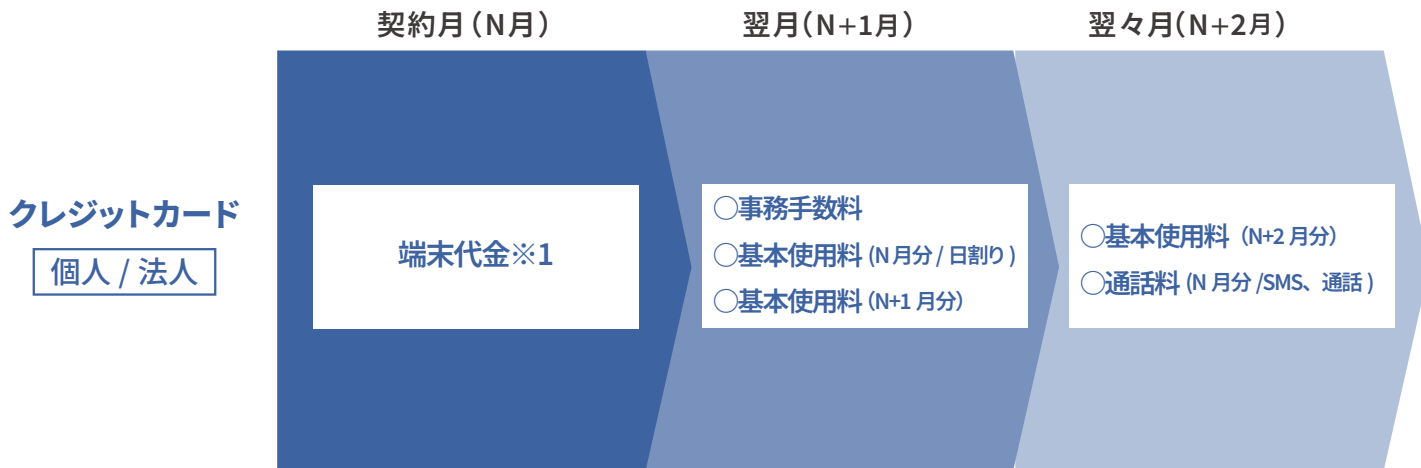 契約月（N月）
翌月（N+1月）
翌々月（N+2月）
クレジットカード
個人 / 法人
端末代金※1
○事務手数料
○基本使用料 (N 月分 / 日割り )
○基本使用料 (N+1 月分）
○基本使用料（N+2 月分）
○通話料 (N 月分 /SMS、通話 )